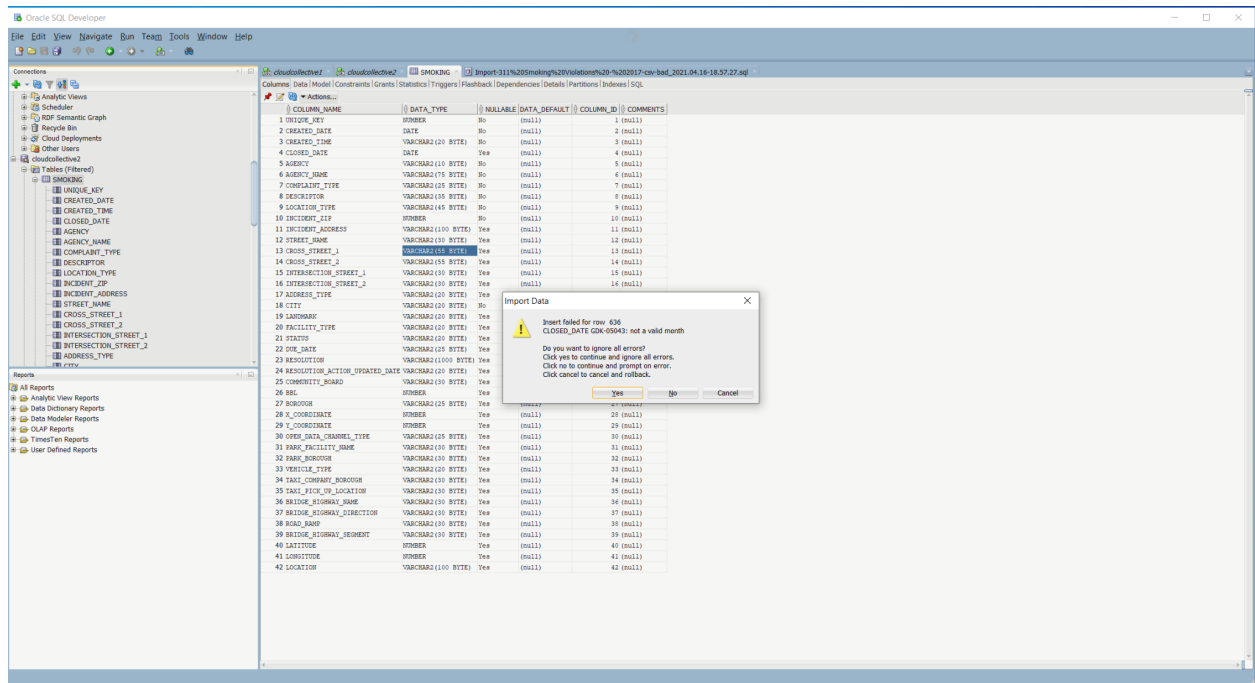 Oracle SQL Developer
File Edit View Navigate Run Team Tools Window Help
Connections
Analytic Views
Scheduler
RDF Semantic Graph
Recycle Bin
Cloud Deployments
Other Users
cloudcollective2
Tables (Filtered)
SMOKING
UNIQUE_KEY
CREATED_DATE
CREATED_TIME
CLOSED_DATE
AGENCY
AGENCY_NAME
COMPLAINT_TYPE
DESCRIPTOR
LOCATION_TYPE
INCIDENT_ZIP
INCIDENT_ADDRESS
STREET_NAME
CROSS_STREET_1
CROSS_STREET_2
INTERSECTION_STREET_1
INTERSECTION_STREET_2
ADDRESS_TYPE
CITY
Reports
All Reports
Analytic View Reports
Data Dictionary Reports
Data Modeler Reports
OLAP Reports
TimesTen Reports
User Defined Reports
cloudcollective1 cloudcollective2 SMOKING Import-311%20Smoking%20Violations%20-%202017-csv-bad_2021.04.16-18.57.27.sql
Columns Data Model Constraints Grants Statistics Triggers Flashback Dependencies Details Partitions Indexes SQL
Actions...
COLUMN_NAME DATA_TYPE NULLABLE DATA_DEFAULT COLUMN_ID COMMENTS
1 UNIQUE_KEY NUMBER No (null) 1 (null)
2 CREATED_DATE DATE No (null) 2 (null)
3 CREATED_TIME VARCHAR2(20 BYTE) No (null) 3 (null)
4 CLOSED_DATE DATE Yes (null) 4 (null)
5 AGENCY VARCHAR2(10 BYTE) No (null) 5 (null)
6 AGENCY_NAME VARCHAR2(75 BYTE) No (null) 6 (null)
7 COMPLAINT_TYPE VARCHAR2(25 BYTE) No (null) 7 (null)
8 DESCRIPTOR VARCHAR2(35 BYTE) No (null) 8 (null)
9 LOCATION_TYPE VARCHAR2(45 BYTE) No (null) 9 (null)
10 INCIDENT_ZIP NUMBER No (null) 10 (null)
11 INCIDENT_ADDRESS VARCHAR2(100 BYTE) Yes (null) 11 (null)
12 STREET_NAME VARCHAR2(30 BYTE) Yes (null) 12 (null)
13 CROSS_STREET_1 VARCHAR2(55 BYTE) Yes (null) 13 (null)
14 CROSS_STREET_2 VARCHAR2(55 BYTE) Yes (null) 14 (null)
15 INTERSECTION_STREET_1 VARCHAR2(30 BYTE) Yes (null) 15 (null)
16 INTERSECTION_STREET_2 VARCHAR2(30 BYTE) Yes (null) 16 (null)
17 ADDRESS_TYPE VARCHAR2(20 BYTE) Yes
18 CITY VARCHAR2(20 BYTE) No
19 LANDMARK VARCHAR2(20 BYTE) Yes
20 FACILITY_TYPE VARCHAR2(20 BYTE) Yes
21 STATUS VARCHAR2(20 BYTE) Yes
22 DUE_DATE VARCHAR2(25 BYTE) Yes
23 RESOLUTION VARCHAR2(1000 BYTE) Yes
24 RESOLUTION_ACTION_UPDATED_DATE VARCHAR2(20 BYTE) Yes
25 COMMUNITY_BOARD VARCHAR2(30 BYTE) Yes
26 BBL NUMBER Yes
27 BOROUGH VARCHAR2(25 BYTE) Yes (null) 27 (null)
28 X_COORDINATE NUMBER Yes (null) 28 (null)
29 Y_COORDINATE NUMBER Yes (null) 29 (null)
30 OPEN_DATA_CHANNEL_TYPE VARCHAR2(25 BYTE) Yes (null) 30 (null)
31 PARK_FACILITY_NAME VARCHAR2(30 BYTE) Yes (null) 31 (null)
32 PARK_BOROUGH VARCHAR2(30 BYTE) Yes (null) 32 (null)
33 VEHICLE_TYPE VARCHAR2(20 BYTE) Yes (null) 33 (null)
34 TAXI_COMPANY_BOROUGH VARCHAR2(30 BYTE) Yes (null) 34 (null)
35 TAXI_PICK_UP_LOCATION VARCHAR2(30 BYTE) Yes (null) 35 (null)
36 BRIDGE_HIGHWAY_NAME VARCHAR2(30 BYTE) Yes (null) 36 (null)
37 BRIDGE_HIGHWAY_DIRECTION VARCHAR2(30 BYTE) Yes (null) 37 (null)
38 ROAD_RAMP VARCHAR2(30 BYTE) Yes (null) 38 (null)
39 BRIDGE_HIGHWAY_SEGMENT VARCHAR2(30 BYTE) Yes (null) 39 (null)
40 LATITUDE NUMBER Yes (null) 40 (null)
41 LONGITUDE NUMBER Yes (null) 41 (null)
42 LOCATION VARCHAR2(100 BYTE) Yes (null) 42 (null)
Import Data
Insert failed for row 636
CLOSED_DATE GDK-05043: not a valid month
Do you want to ignore all errors?
Click yes to continue and ignore all errors.
Click no to continue and prompt on error.
Click cancel to cancel and rollback.
Yes No Cancel